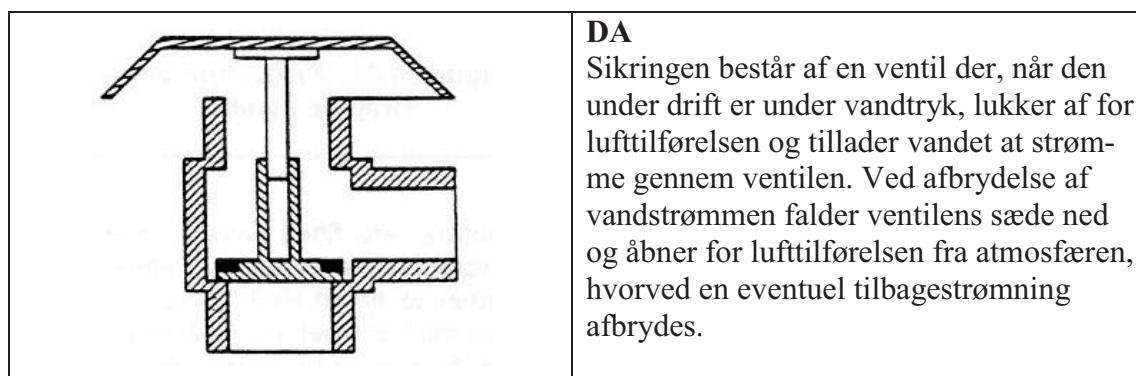 DA
Sikringen består af en ventil der, når den
under drift er under vandtryk, lukker af for
lufttilførelsen og tillader vandet at strøm-
me gennem ventilen. Ved afbrydelse af
vandstrømmen falder ventilens sæde ned
og åbner for lufttilførelsen fra atmosfæren,
hvorved en eventuel tilbagestrømning
afbrydes.